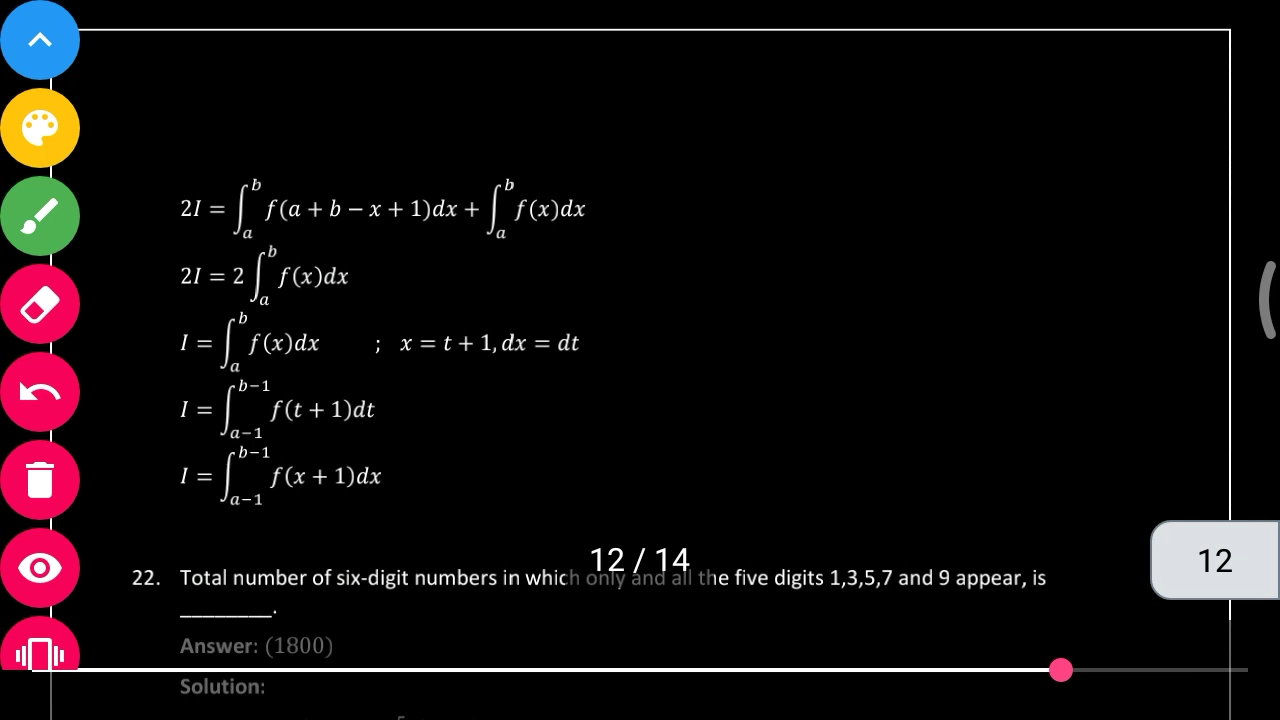 2I = ∫_a^b f(a + b − x + 1)dx + ∫_a^b f(x)dx
2I = 2 ∫_a^b f(x)dx
I = ∫_a^b f(x)dx ; x = t + 1, dx = dt
I = ∫_{a−1}^{b−1} f(t + 1)dt
I = ∫_{a−1}^{b−1} f(x + 1)dx
12 / 14
12
22. Total number of six-digit numbers in which only and all the five digits 1,3,5,7 and 9 appear, is
________.
Answer: (1800)
Solution: